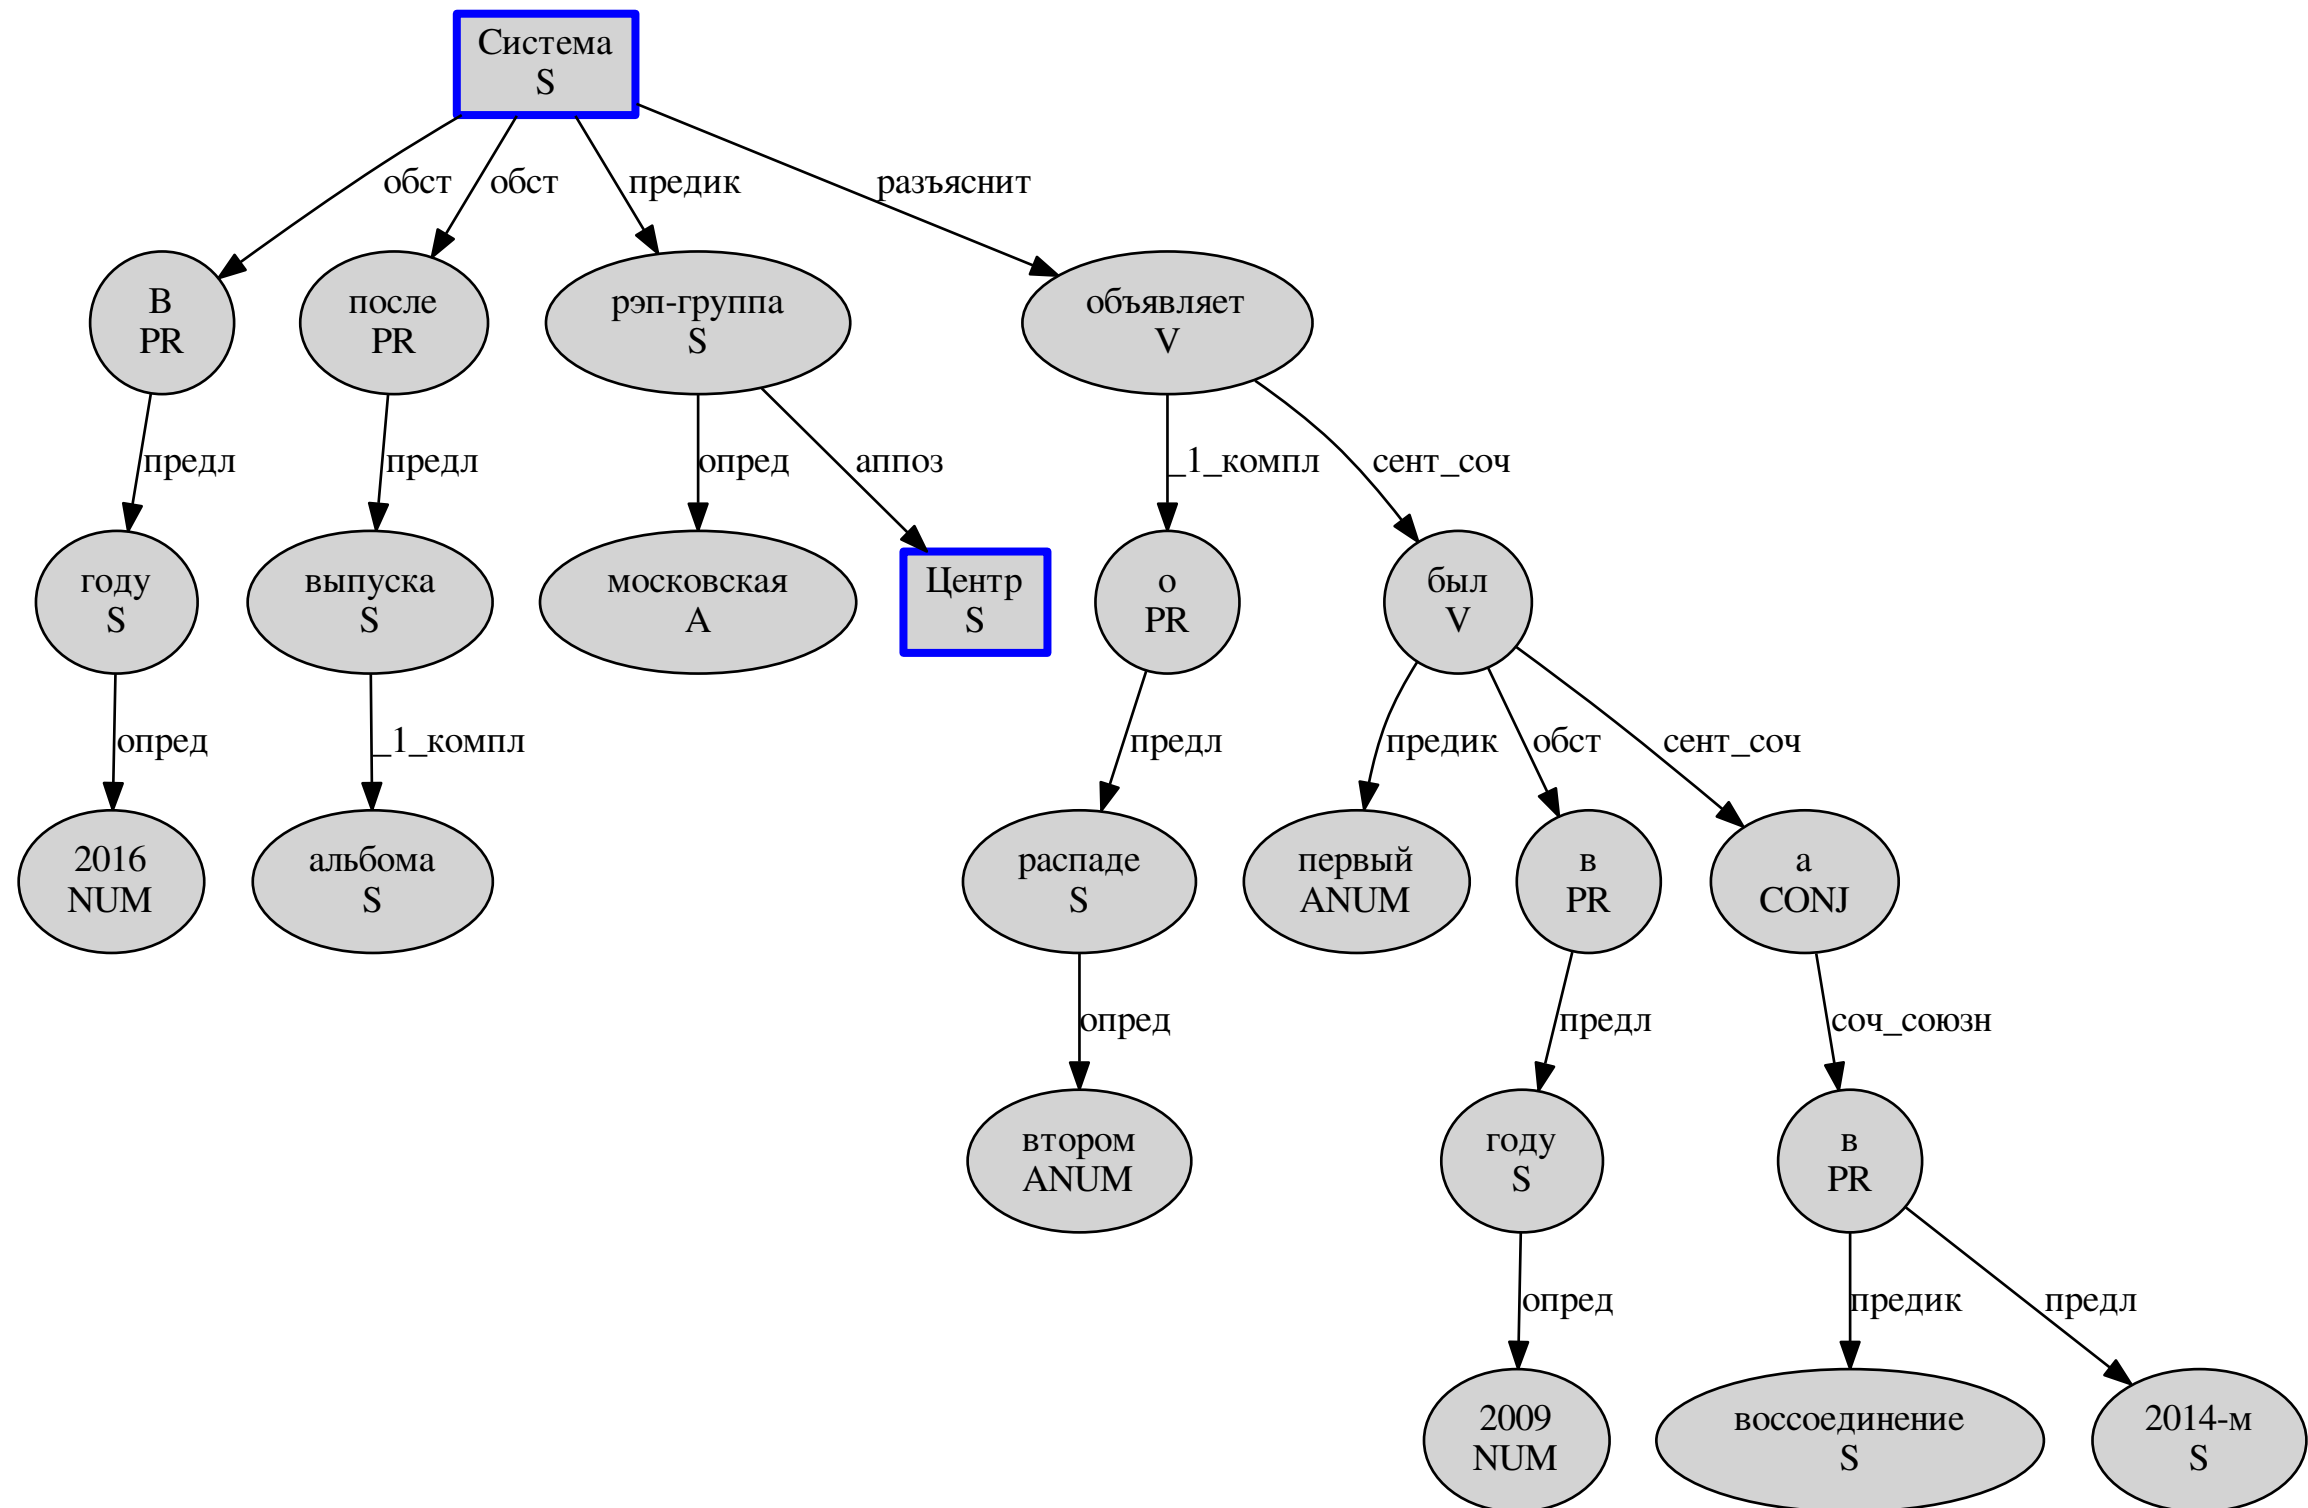 Система
S
обст
обст
предик
разъяснит
В
PR
после
PR
рэп-группа
S
объявляет
V
предл
предл
опред
аппоз
_1_компл
сент_соч
году
S
выпуска
S
московская
A
Центр
S
о
PR
был
V
опред
_1_компл
предл
предик
обст
сент_соч
2016
NUM
альбома
S
распаде
S
первый
ANUM
в
PR
а
CONJ
опред
предл
соч_союзн
втором
ANUM
году
S
в
PR
опред
предик
предл
2009
NUM
воссоединение
S
2014-м
S